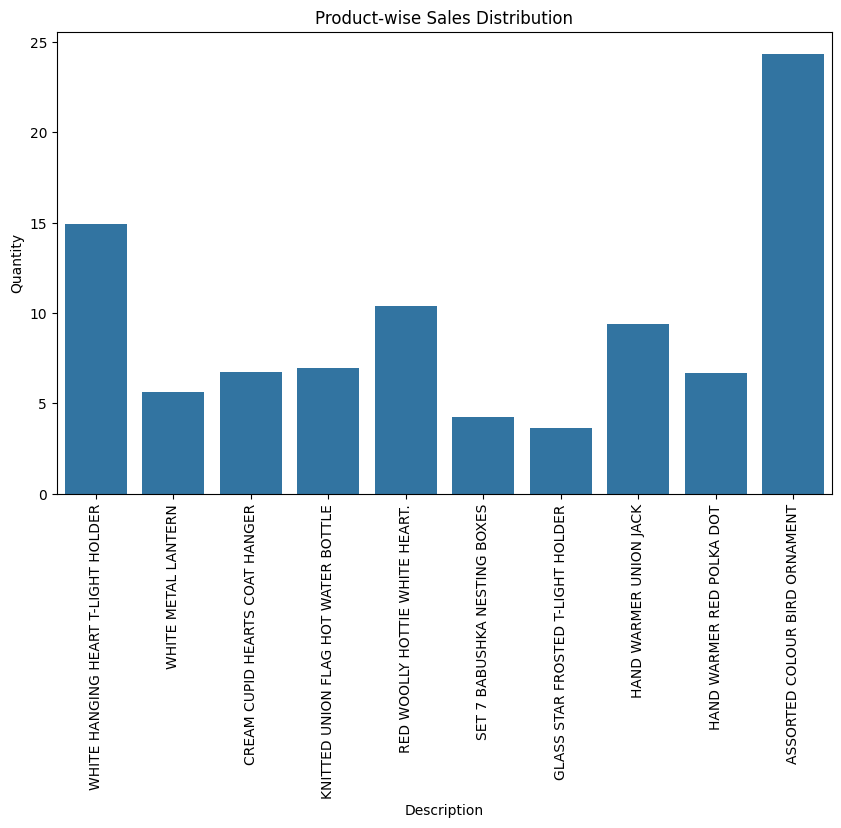 Product-wise Sales Distribution
25
20
15
10
5
0
Quantity
WHITE HANGING HEART T-LIGHT HOLDER
WHITE METAL LANTERN
CREAM CUPID HEARTS COAT HANGER
KNITTED UNION FLAG HOT WATER BOTTLE
RED WOOLLY HOTTIE WHITE HEART.
SET 7 BABUSHKA NESTING BOXES
GLASS STAR FROSTED T-LIGHT HOLDER
HAND WARMER UNION JACK
HAND WARMER RED POLKA DOT
ASSORTED COLOUR BIRD ORNAMENT
Description